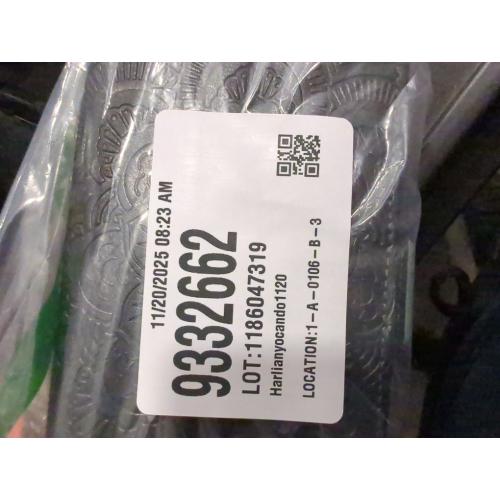 11/20/2025 08:23 AM
9332662
LOT:1186047319
Harlianyocando1120
LOCATION:1-A-0106-B-3